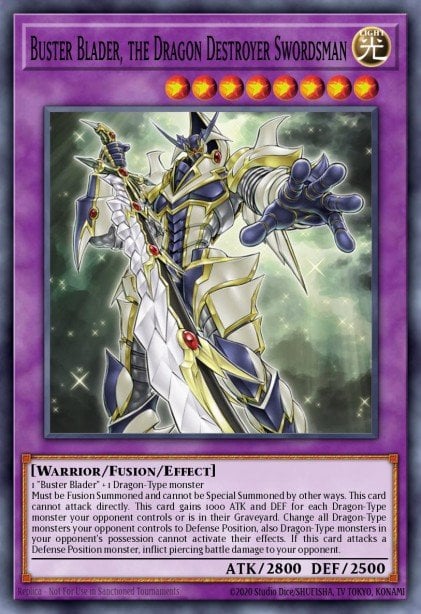 BUSTER BLADER, THE DRAGON DESTROYER SWORDSMAN
LIGHT
光
[WARRIOR/FUSION/EFFECT]
1 "Buster Blader" + 1 Dragon-Type monster
Must be Fusion Summoned and cannot be Special Summoned by other ways. This card
cannot attack directly. This card gains 1000 ATK and DEF for each Dragon-Type
monster your opponent controls or is in their Graveyard. Change all Dragon-Type
monsters your opponent controls to Defense Position, also Dragon-Type monsters in
your opponent's possession cannot activate their effects. If this card attacks a
Defense Position monster, inflict piercing battle damage to your opponent.
ATK/2800 DEF/2500
Replica - Not For Use in Sanctioned Tournaments
©2020 Studio Dice/SHUEISHA, TV TOKYO, KONAMI